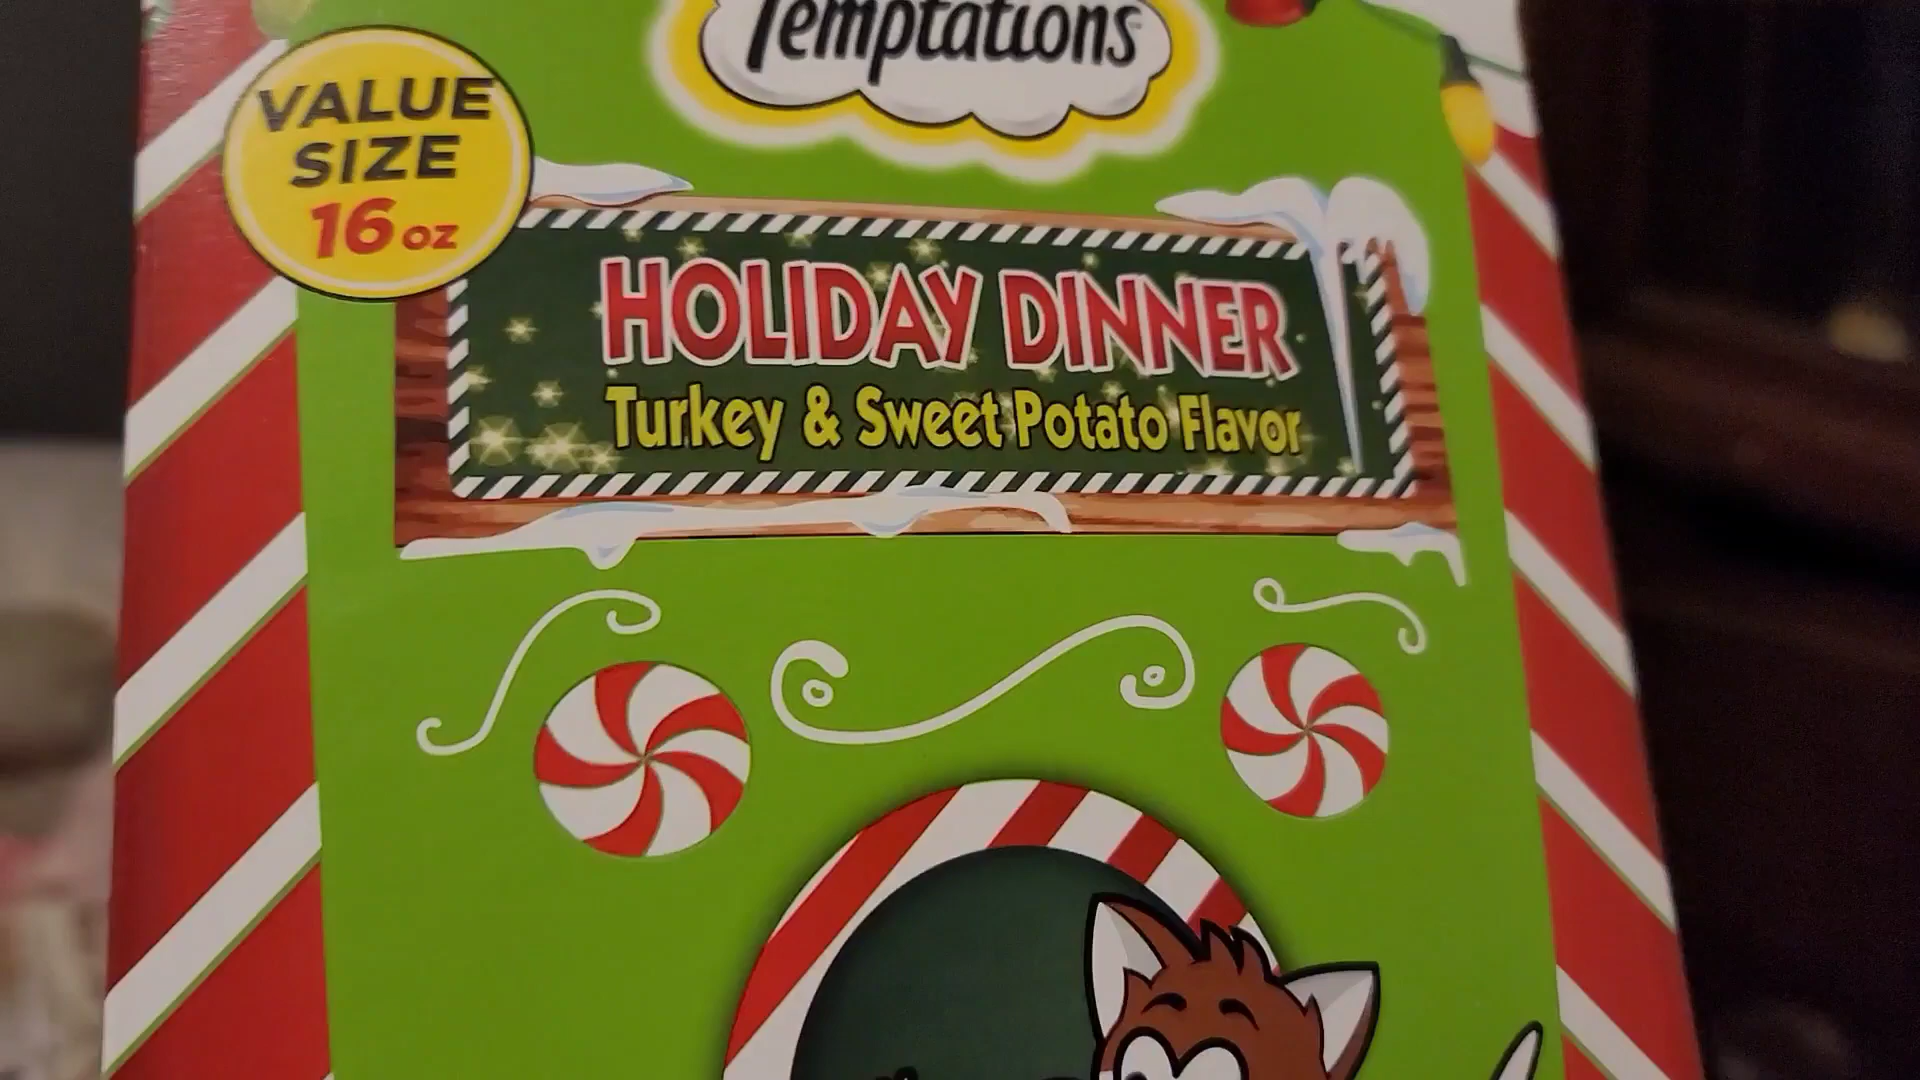 Temptations
VALUE
SIZE
16 oz
HOLIDAY DINNER
Turkey & Sweet Potato Flavor